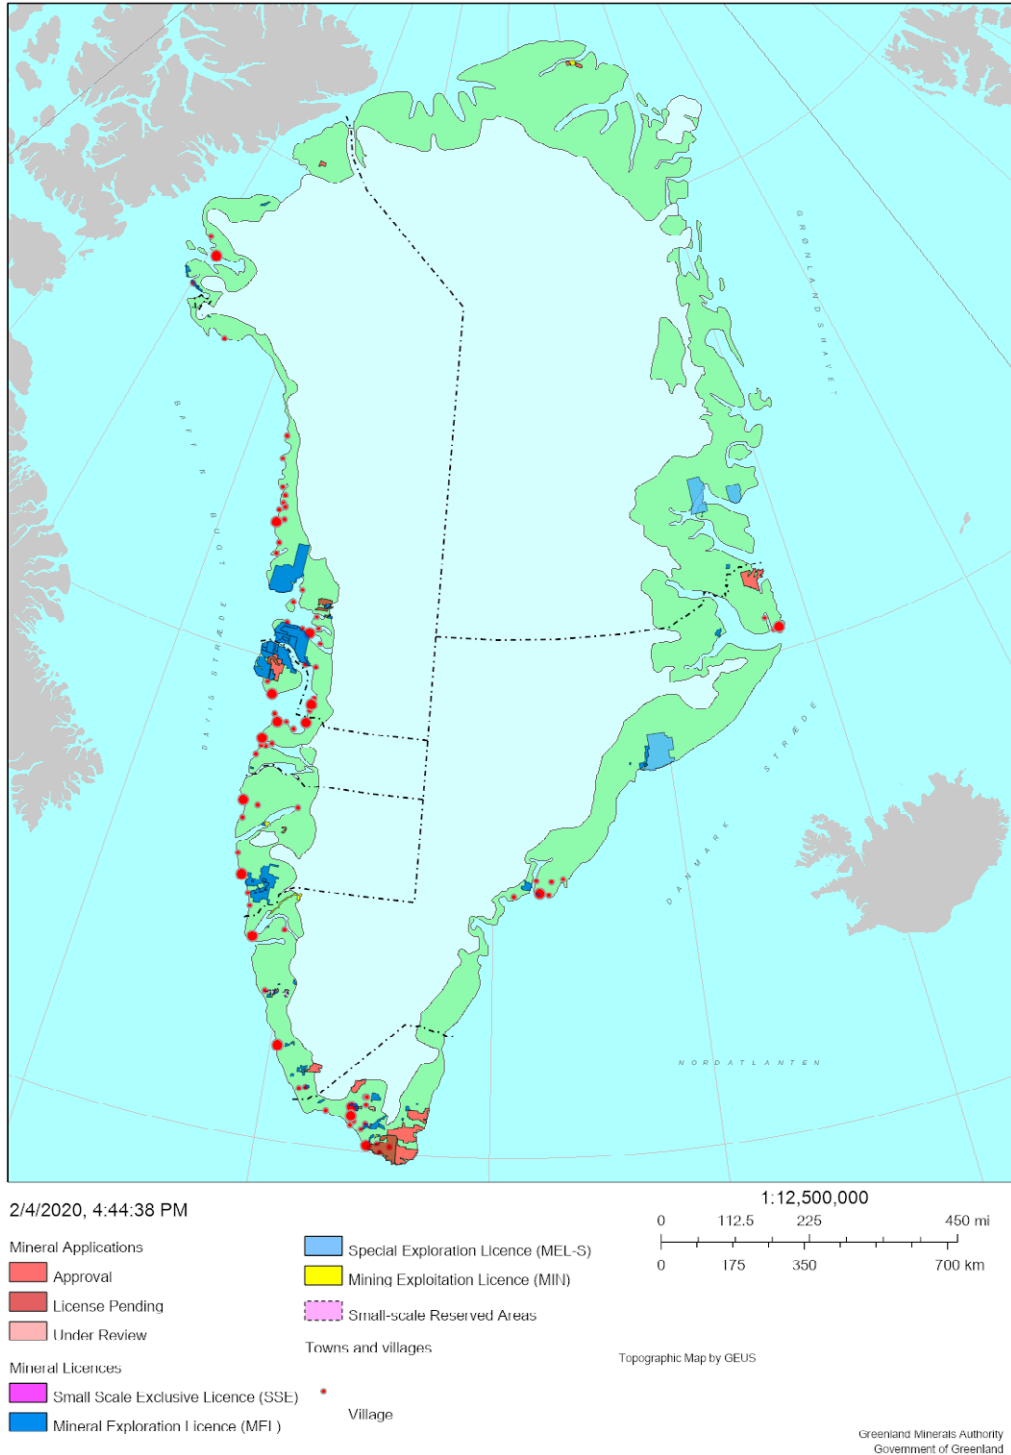 GRØNLANDSHAVET
BAFFIN BUGT
DAVIS STRÆDE
DANMARK STRÆDE
NORDATLANTEN
2/4/2020, 4:44:38 PM
1:12,500,000
0 112.5 225 450 mi
0 175 350 700 km
Mineral Applications
Approval
License Pending
Under Review
Mineral Licences
Small Scale Exclusive Licence (SSE)
Mineral Exploration Licence (MEL)
Special Exploration Licence (MEL-S)
Mining Exploitation Licence (MIN)
Small-scale Reserved Areas
Towns and villages
Village
Topographic Map by GEUS
Greenland Minerals Authority
Government of Greenland